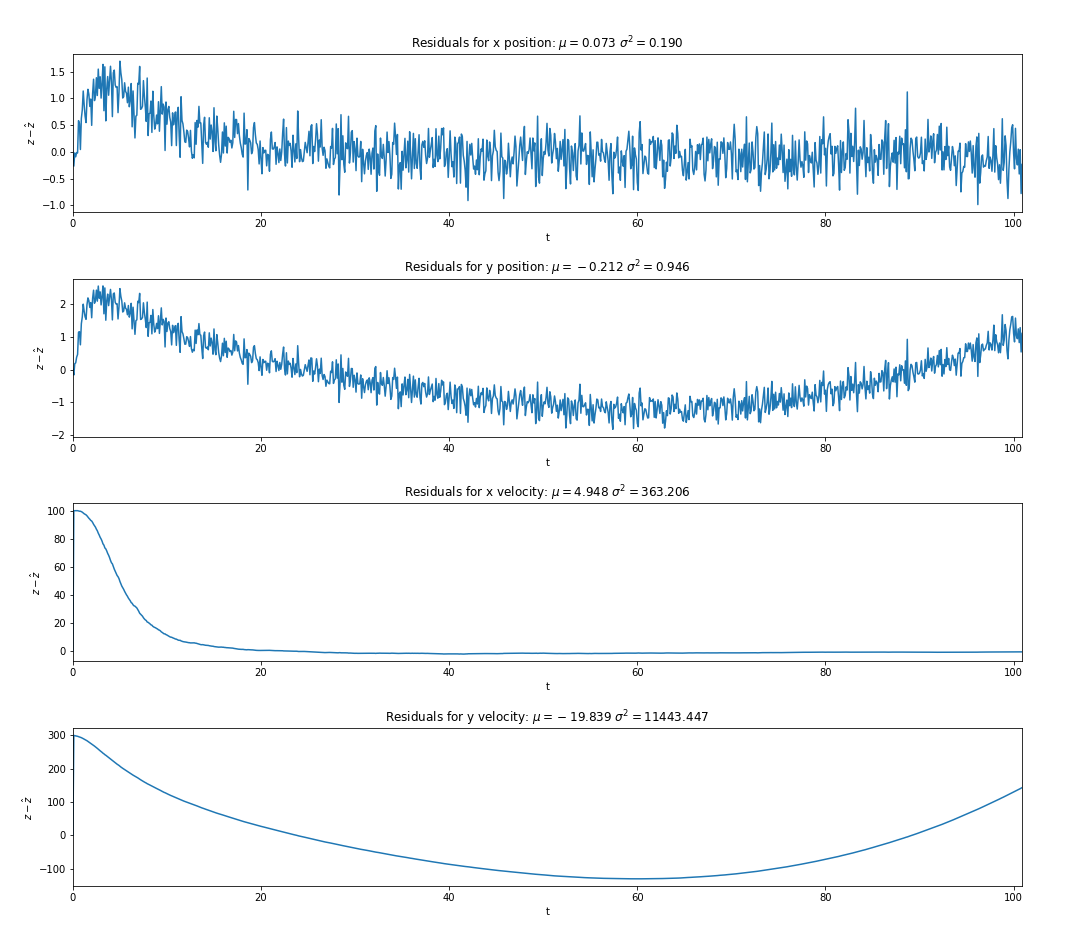 Residuals for x position: μ = 0.073 σ² = 0.190
1.5
1.0
0.5
0.0
−0.5
−1.0
z − ẑ
0 20 40 60 80 100
t
Residuals for y position: μ = − 0.212 σ² = 0.946
2
1
0
−1
−2
z − ẑ
0 20 40 60 80 100
t
Residuals for x velocity: μ = 4.948 σ² = 363.206
100
80
60
40
20
0
z − ẑ
0 20 40 60 80 100
t
Residuals for y velocity: μ = − 19.839 σ² = 11443.447
300
200
100
0
−100
z − ẑ
0 20 40 60 80 100
t